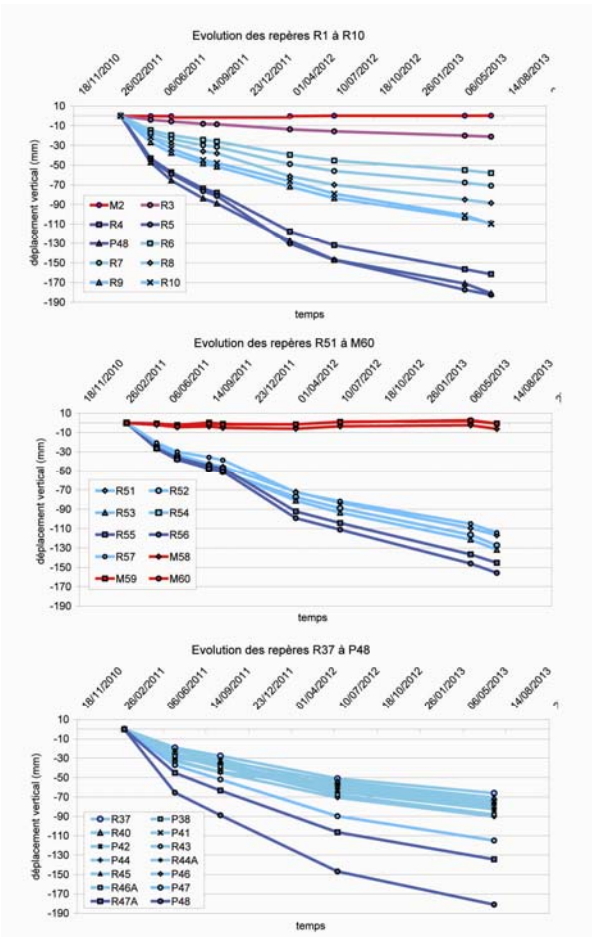 Evolution des repères R1 à R10
18/11/2010 26/02/2011 06/06/2011 14/09/2011 23/12/2011 01/04/2012 10/07/2012 18/10/2012 26/01/2013 06/05/2013 14/08/2013
déplacement vertical (mm)
10
-10
-30
-50
-70
-90
-110
-130
-150
-170
-190
M2 R3
R4 R5
P48 R6
R7 R8
R9 R10
temps
Evolution des repères R51 à M60
18/11/2010 26/02/2011 06/06/2011 14/09/2011 23/12/2011 01/04/2012 10/07/2012 18/10/2012 26/01/2013 06/05/2013 14/08/2013
déplacement vertical (mm)
10
-10
-30
-50
-70
-90
-110
-130
-150
-170
-190
R51 R52
R53 R54
R55 R56
R57 M58
M59 M60
temps
Evolution des repères R37 à P48
18/11/2010 26/02/2011 06/06/2011 14/09/2011 23/12/2011 01/04/2012 10/07/2012 18/10/2012 26/01/2013 06/05/2013 14/08/2013
déplacement vertical (mm)
10
-10
-30
-50
-70
-90
-110
-130
-150
-170
-190
R37 P38
R40 P41
P42 R43
P44 R44A
R45 P46
R46A P47
R47A P48
temps